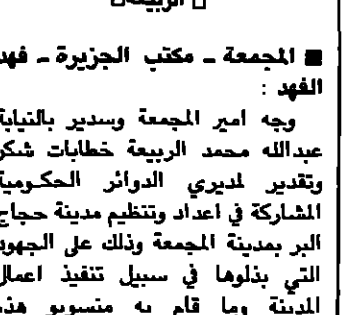 □ الربيعة □
■ المجمعة ـ مكتب الجزيرة ـ فهد
الفهد :
وجه امير المجمعة وسدير بالنيابة
عبدالله محمد الربيعة خطابات شكر
وتقدير لمديري الدوائر الحكومية
المشاركة في اعداد وتنظيم مدينة حجاج
البر بمدينة المجمعة وذلك على الجهود
التي بذلوها في سبيل تنفيذ اعمال
المدينة وما قام به منسوبو هذه